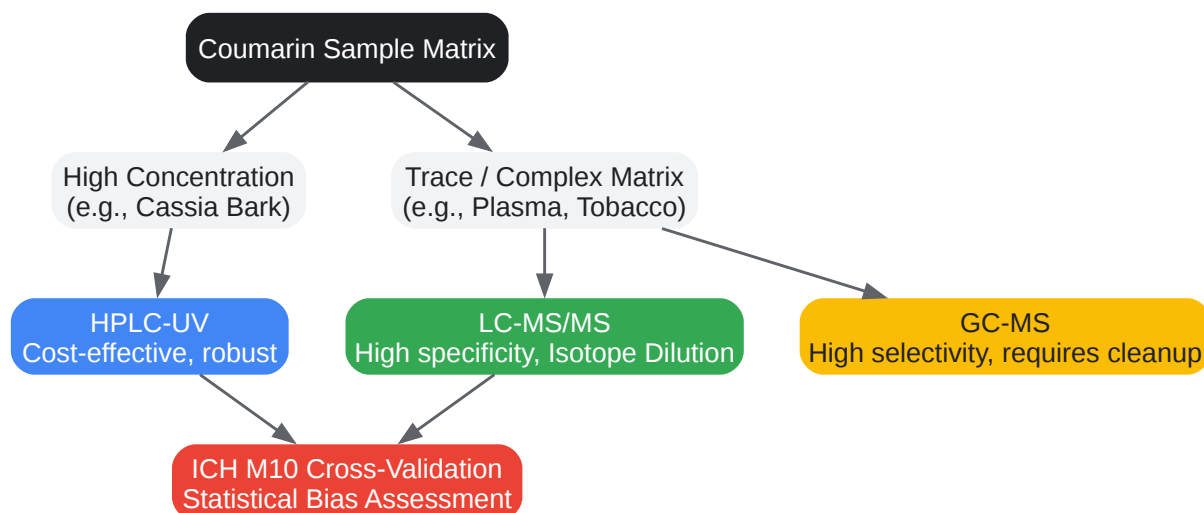 Coumarin Sample Matrix
High Concentration
(e.g., Cassia Bark)
Trace / Complex Matrix
(e.g., Plasma, Tobacco)
HPLC-UV
Cost-effective, robust
LC-MS/MS
High specificity, Isotope Dilution
GC-MS
High selectivity, requires cleanup
ICH M10 Cross-Validation
Statistical Bias Assessment